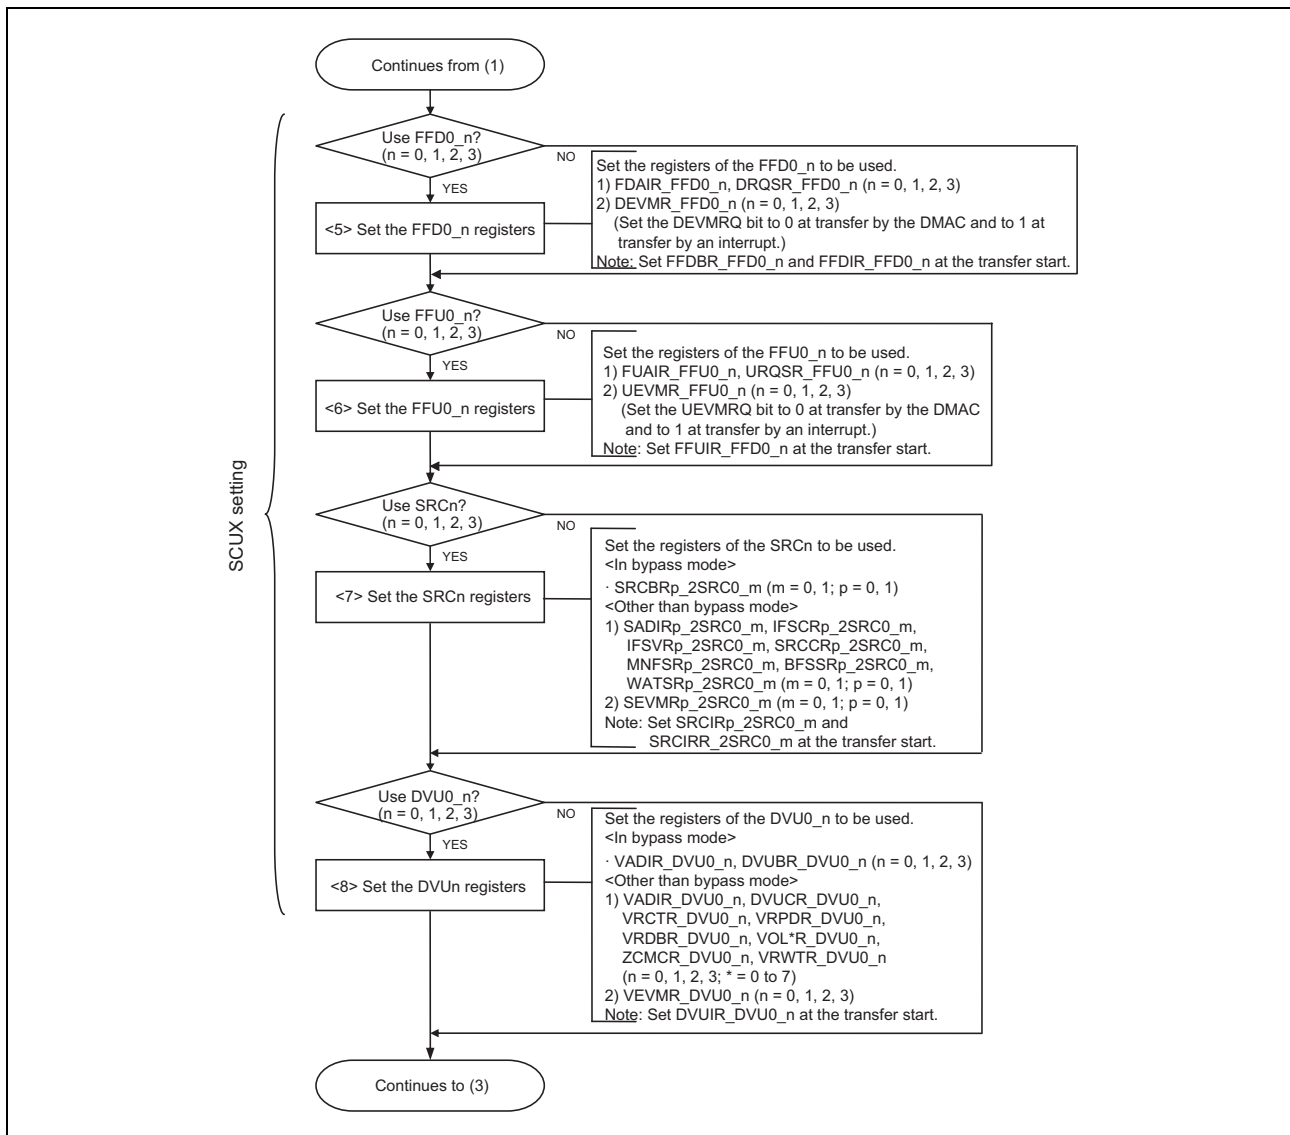 Continues from (1)
Use FFD0_n?
(n = 0, 1, 2, 3)
NO
YES
<5> Set the FFD0_n registers
Set the registers of the FFD0_n to be used.
1) FDAIR_FFD0_n, DRQSR_FFD0_n (n = 0, 1, 2, 3)
2) DEVMR_FFD0_n (n = 0, 1, 2, 3)
(Set the DEVMRQ bit to 0 at transfer by the DMAC and to 1 at
transfer by an interrupt.)
Note: Set FFDBR_FFD0_n and FFDIR_FFD0_n at the transfer start.
Use FFU0_n?
(n = 0, 1, 2, 3)
NO
YES
<6> Set the FFU0_n registers
Set the registers of the FFU0_n to be used.
1) FUAIR_FFU0_n, URQSR_FFU0_n (n = 0, 1, 2, 3)
2) UEVMR_FFU0_n (n = 0, 1, 2, 3)
(Set the UEVMRQ bit to 0 at transfer by the DMAC
and to 1 at transfer by an interrupt.)
Note: Set FFUIR_FFD0_n at the transfer start.
SCUX setting
Use SRCn?
(n = 0, 1, 2, 3)
NO
YES
<7> Set the SRCn registers
Set the registers of the SRCn to be used.
<In bypass mode>
· SRCBRp_2SRC0_m (m = 0, 1; p = 0, 1)
<Other than bypass mode>
1) SADIRp_2SRC0_m, IFSCRp_2SRC0_m,
IFSVRp_2SRC0_m, SRCCRp_2SRC0_m,
MNFSRp_2SRC0_m, BFSSRp_2SRC0_m,
WATSRp_2SRC0_m (m = 0, 1; p = 0, 1)
2) SEVMRp_2SRC0_m (m = 0, 1; p = 0, 1)
Note: Set SRCIRp_2SRC0_m and
SRCIRR_2SRC0_m at the transfer start.
Use DVU0_n?
(n = 0, 1, 2, 3)
NO
YES
<8> Set the DVUn registers
Set the registers of the DVU0_n to be used.
<In bypass mode>
· VADIR_DVU0_n, DVUBR_DVU0_n (n = 0, 1, 2, 3)
<Other than bypass mode>
1) VADIR_DVU0_n, DVUCR_DVU0_n,
VRCTR_DVU0_n, VRPDR_DVU0_n,
VRDBR_DVU0_n, VOL*R_DVU0_n,
ZCMCR_DVU0_n, VRWTR_DVU0_n
(n = 0, 1, 2, 3; * = 0 to 7)
2) VEVMR_DVU0_n (n = 0, 1, 2, 3)
Note: Set DVUIR_DVU0_n at the transfer start.
Continues to (3)